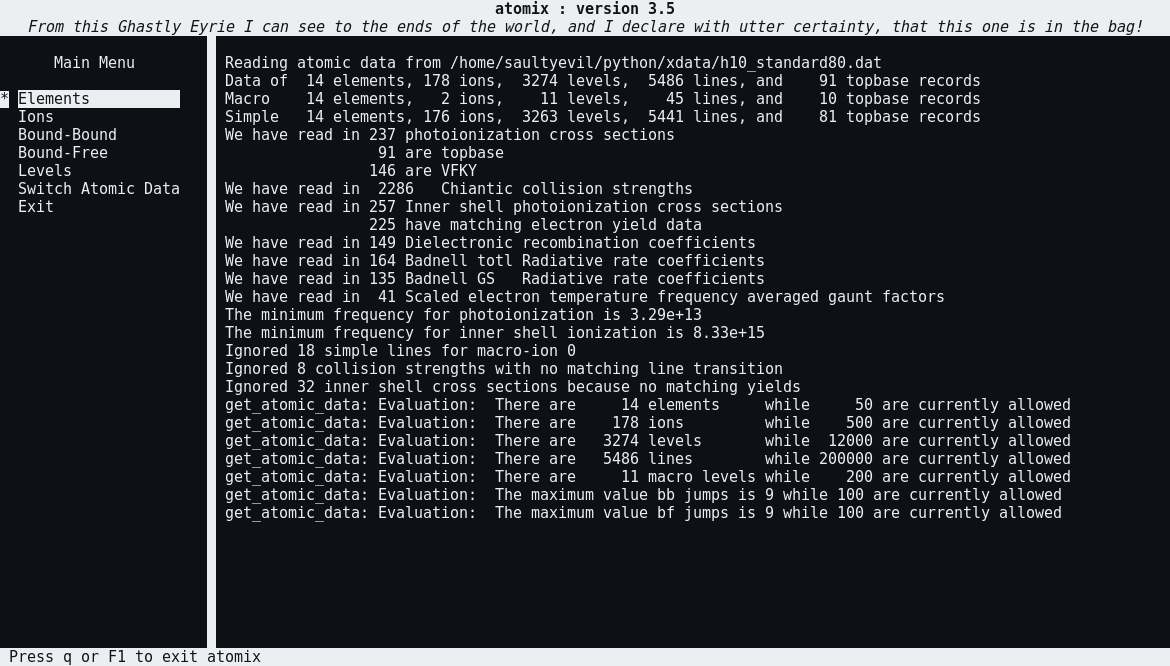 atomix : version 3.5
From this Ghastly Eyrie I can see to the ends of the world, and I declare with utter certainty, that this one is in the bag!
Main Menu
* Elements
Ions
Bound-Bound
Bound-Free
Levels
Switch Atomic Data
Exit
Reading atomic data from /home/saultyevil/python/xdata/h10_standard80.dat
Data of  14 elements, 178 ions,  3274 levels,  5486 lines, and    91 topbase records
Macro    14 elements,   2 ions,    11 levels,    45 lines, and    10 topbase records
Simple   14 elements, 176 ions,  3263 levels,  5441 lines, and    81 topbase records
We have read in 237 photoionization cross sections
                 91 are topbase
                146 are VFKY
We have read in  2286   Chiantic collision strengths
We have read in 257 Inner shell photoionization cross sections
                225 have matching electron yield data
We have read in 149 Dielectronic recombination coefficients
We have read in 164 Badnell totl Radiative rate coefficients
We have read in 135 Badnell GS   Radiative rate coefficients
We have read in  41 Scaled electron temperature frequency averaged gaunt factors
The minimum frequency for photoionization is 3.29e+13
The minimum frequency for inner shell ionization is 8.33e+15
Ignored 18 simple lines for macro-ion 0
Ignored 8 collision strengths with no matching line transition
Ignored 32 inner shell cross sections because no matching yields
get_atomic_data: Evaluation:  There are     14 elements     while     50 are currently allowed
get_atomic_data: Evaluation:  There are    178 ions         while    500 are currently allowed
get_atomic_data: Evaluation:  There are   3274 levels       while  12000 are currently allowed
get_atomic_data: Evaluation:  There are   5486 lines        while 200000 are currently allowed
get_atomic_data: Evaluation:  There are     11 macro levels while    200 are currently allowed
get_atomic_data: Evaluation:  The maximum value bb jumps is 9 while 100 are currently allowed
get_atomic_data: Evaluation:  The maximum value bf jumps is 9 while 100 are currently allowed
Press q or F1 to exit atomix